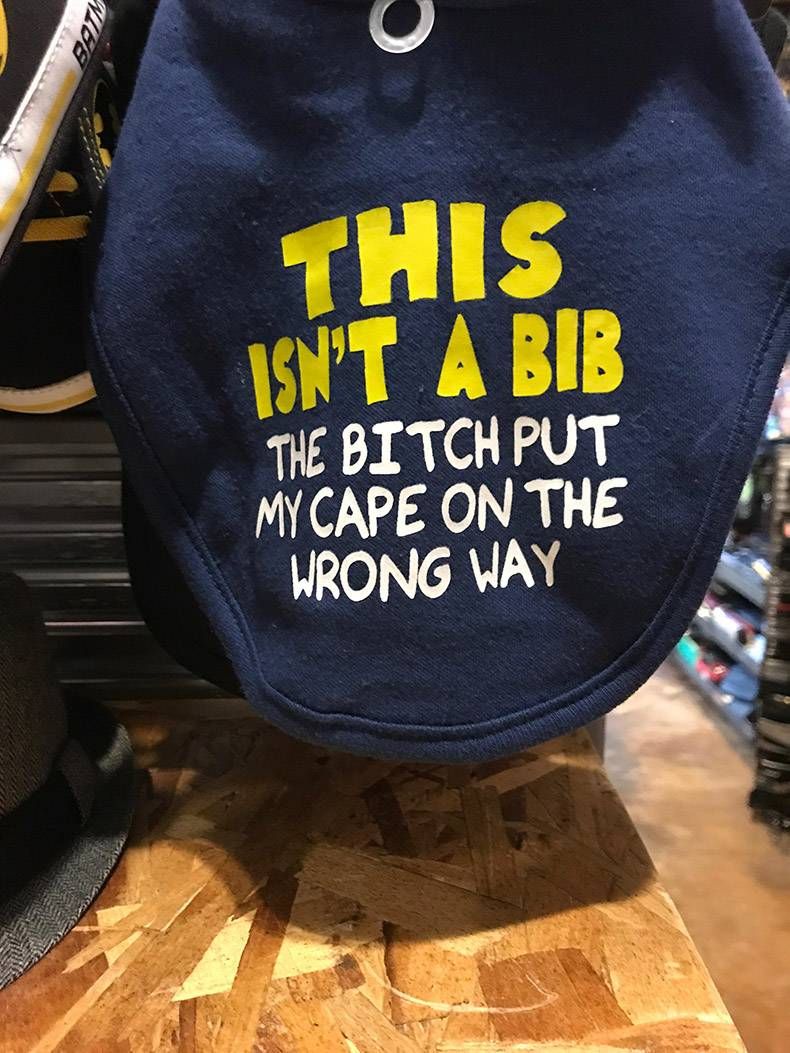 THIS
ISN'T A BIB
THE BITCH PUT
MY CAPE ON THE
WRONG WAY